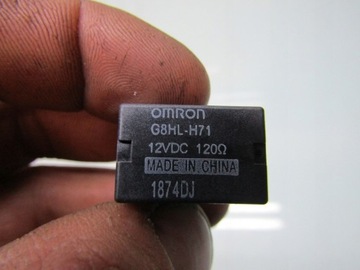 OMRON
G8HL-H71
12VDC 120Ω
MADE IN CHINA
1874DJ